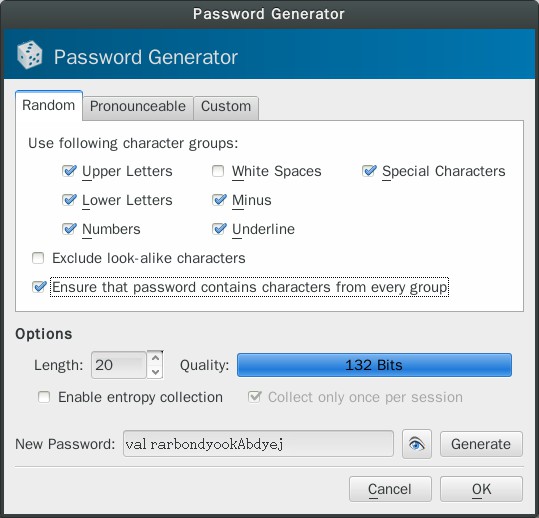 Password Generator
Password Generator
Random Pronounceable Custom
Use following character groups:
Upper Letters White Spaces Special Characters
Lower Letters Minus
Numbers Underline
Exclude look-alike characters
Ensure that password contains characters from every group
Options
Length: 20 Quality: 132 Bits
Enable entropy collection Collect only once per session
New Password: valrarbondyookAbdyej Generate
Cancel OK